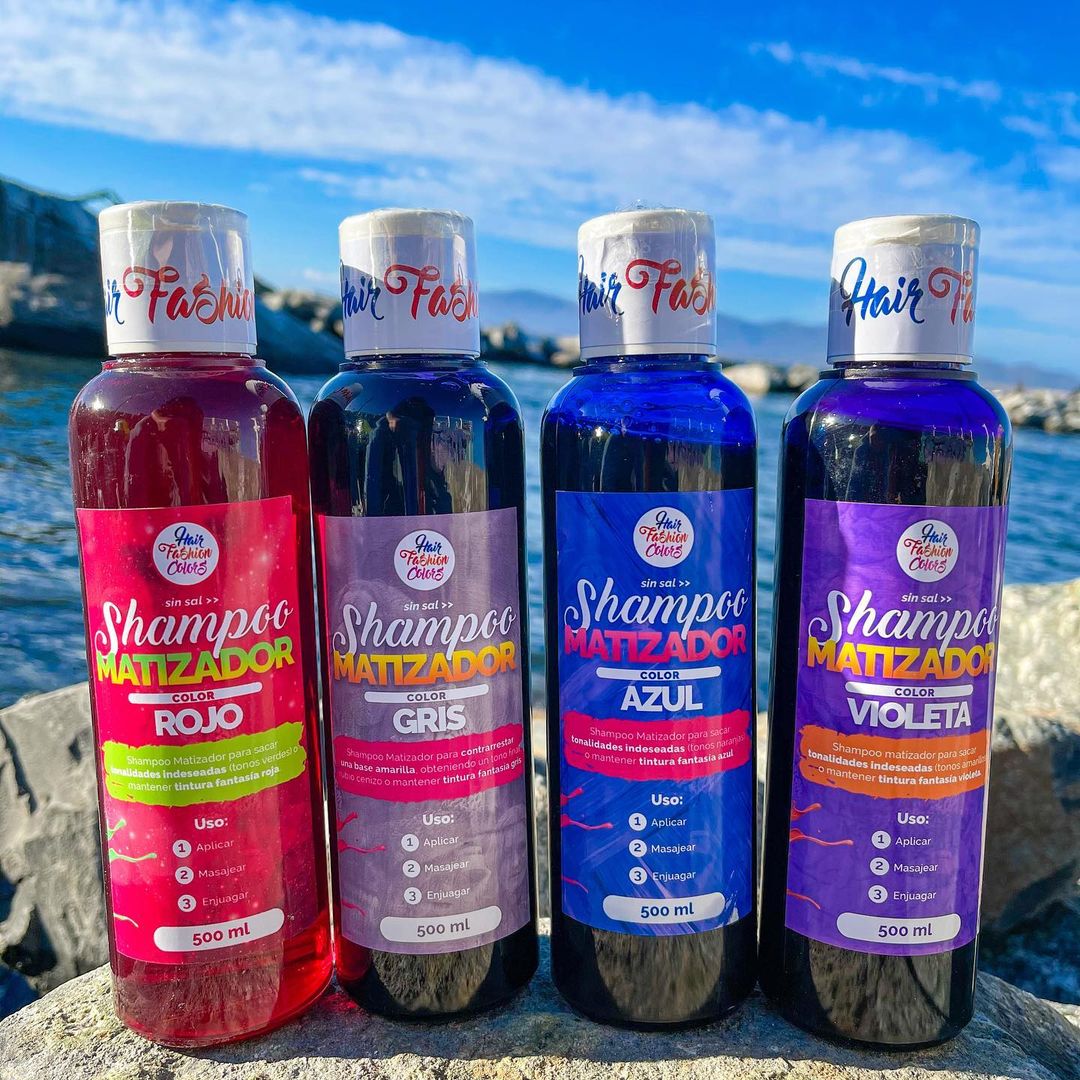 Hair Fashion
Hair Fashion
Hair Fash
Hair Fa
Hair
Fashion
Colors
sin sal >>
Shampoo
MATIZADOR
COLOR
ROJO
Shampoo Matizador para sacar
tonalidades indeseadas (tonos verdes) o
mantener tintura fantasía roja.
Uso:
1 Aplicar
2 Masajear
3 Enjuagar
500 ml
Hair
Fashion
Colors
sin sal >>
Shampoo
MATIZADOR
COLOR
GRIS
Shampoo Matizador para contrarrestar
una base amarilla, obteniendo un tono final
rubio cenizo o mantener tintura fantasía gris
Uso:
1 Aplicar
2 Masajear
3 Enjuagar
500 ml
Hair
Fashion
Colors
sin sal >>
Shampoo
MATIZADOR
COLOR
AZUL
Shampoo Matizador para sacar
tonalidades indeseadas (tonos naranjas)
o mantener tintura fantasía azul
Uso:
1 Aplicar
2 Masajear
3 Enjuagar
500 ml
Hair
Fashion
Colors
sin sal >>
Shampoo
MATIZADOR
COLOR
VIOLETA
Shampoo matizador para sacar
tonalidades indeseadas (tonos amarillos)
o mantener tintura fantasía violeta.
Uso:
1 Aplicar
2 Masajear
3 Enjuagar
500 ml